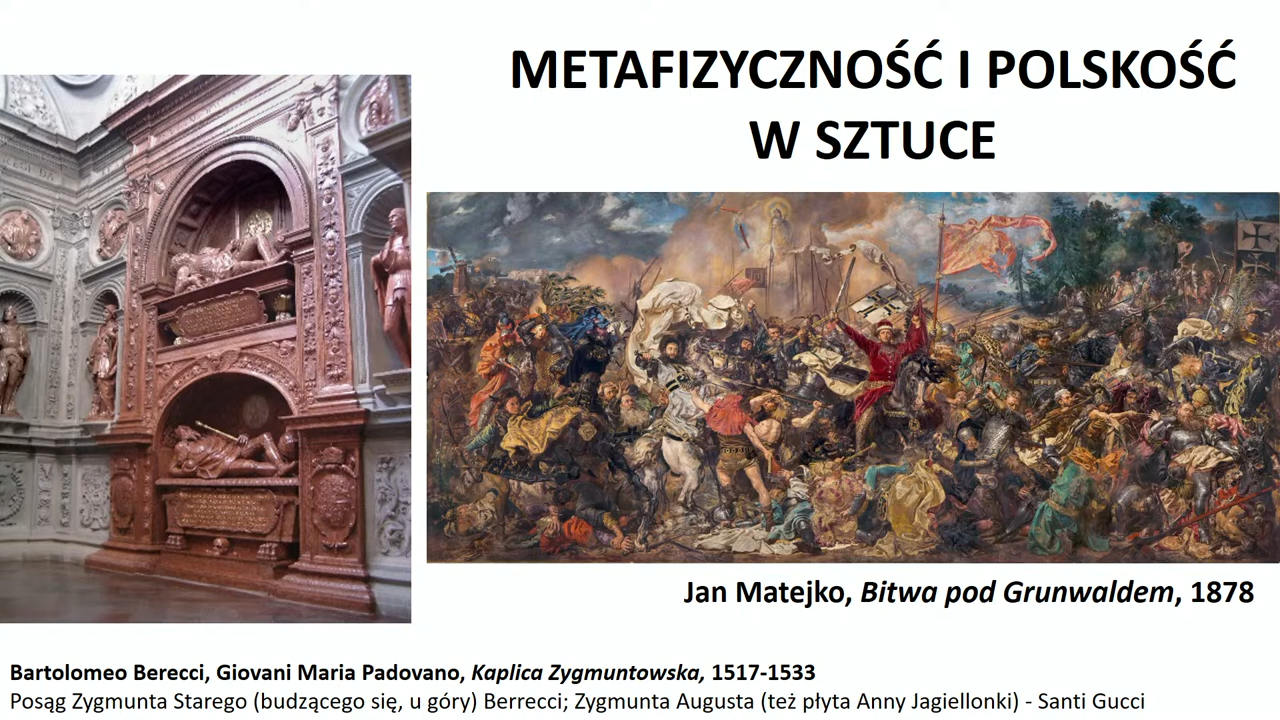 METAFIZYCZNOŚĆ I POLSKOŚĆ
W SZTUCE
Jan Matejko, Bitwa pod Grunwaldem, 1878
Bartolomeo Berecci, Giovani Maria Padovano, Kaplica Zygmuntowska, 1517-1533
Posąg Zygmunta Starego (budzącego się, u góry) Berrecci; Zygmunta Augusta (też płyta Anny Jagiellonki) - Santi Gucci